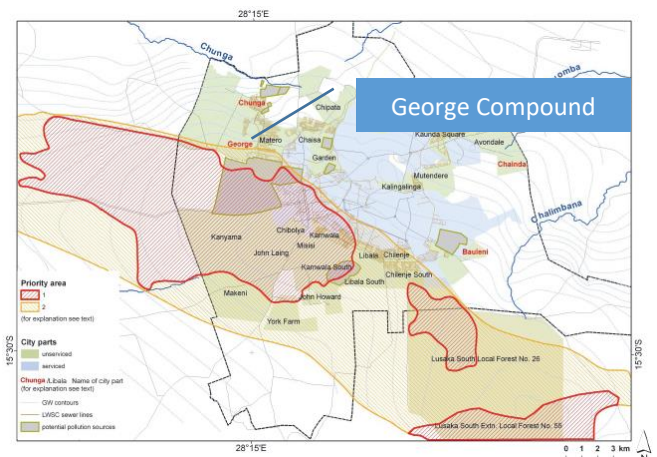 28°15'E
Chunga
omba
Chunga
Chipata
George Compound
George
Matero
Chaisa
Kaunda Square
Avondale
Garden
Chainda
Mutendere
Kalingalinga
Chalimbana
Chibolya
Kamwala
Kanyama
Misisi
John Laing
Bauleni
Libala
Chilenje
Kamwala South
Chilenje South
Libala South
Makeni
John Howard
York Farm
Priority area
1
2
(for explanation see text)
City parts
unserviced
serviced
Chunga /Libala Name of city part
(for explanation see text)
GW contours
LWSC sewer lines
potential pollution sources
15°30'S
15°30'S
Lusaka South Local Forest No. 26
Lusaka South Extn. Local Forest No. 55
28°15'E
0 1 2 3 km
N